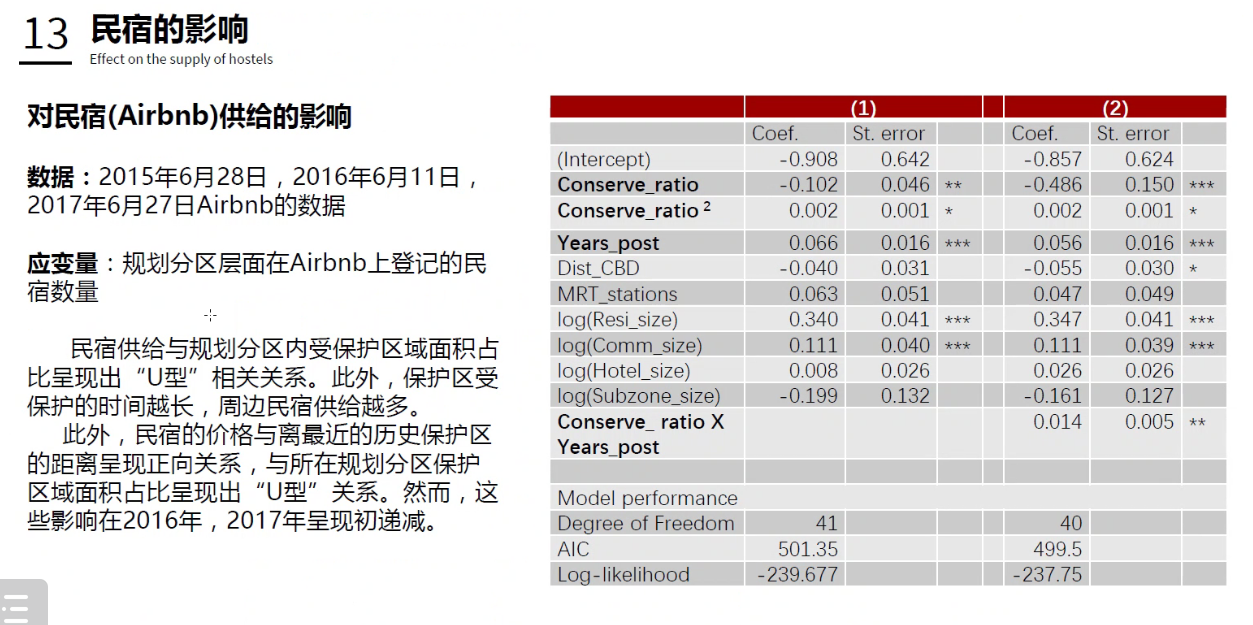 13 民宿的影响
Effect on the supply of hostels
对民宿(Airbnb)供给的影响
数据：2015年6月28日，2016年6月11日，
2017年6月27日Airbnb的数据
应变量：规划分区层面在Airbnb上登记的民
宿数量
民宿供给与规划分区内受保护区域面积占
比呈现出“U型”相关关系。此外，保护区受
保护的时间越长，周边民宿供给越多。
此外，民宿的价格与离最近的历史保护区
的距离呈现正向关系，与所在规划分区保护
区域面积占比呈现出“U型”关系。然而，这
些影响在2016年，2017年呈现初递减。
(1) (2)
Coef. St. error Coef. St. error
(Intercept) -0.908 0.642 -0.857 0.624
Conserve_ratio -0.102 0.046 ** -0.486 0.150 ***
Conserve_ratio ² 0.002 0.001 * 0.002 0.001 *
Years_post 0.066 0.016 *** 0.056 0.016 ***
Dist_CBD -0.040 0.031 -0.055 0.030 *
MRT_stations 0.063 0.051 0.047 0.049
log(Resi_size) 0.340 0.041 *** 0.347 0.041 ***
log(Comm_size) 0.111 0.040 *** 0.111 0.039 ***
log(Hotel_size) 0.008 0.026 0.026 0.026
log(Subzone_size) -0.199 0.132 -0.161 0.127
Conserve_ ratio X 0.014 0.005 **
Years_post
Model performance
Degree of Freedom 41 40
AIC 501.35 499.5
Log-likelihood -239.677 -237.75